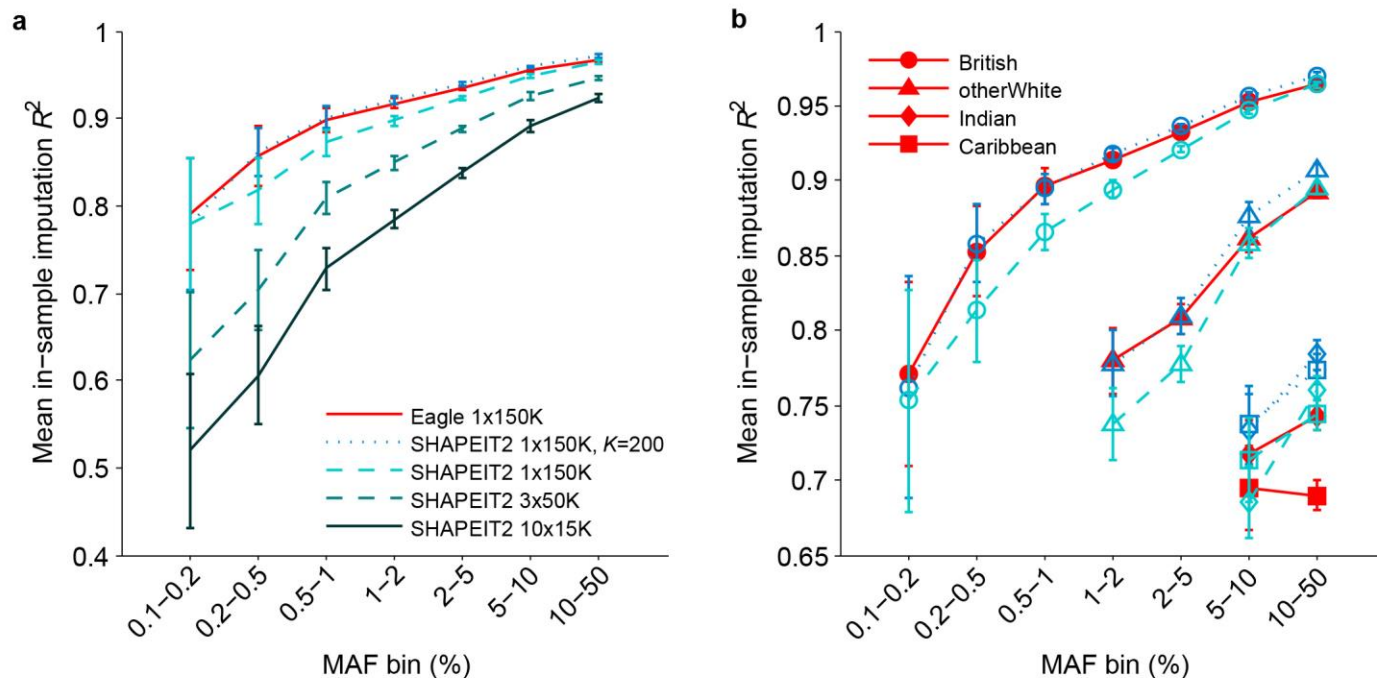 a
Mean in−sample imputation R²
1
0.9
0.8
0.7
0.6
0.5
0.4
Eagle 1x150K
SHAPEIT2 1x150K, K=200
SHAPEIT2 1x150K
SHAPEIT2 3x50K
SHAPEIT2 10x15K
0.1−0.2
0.2−0.5
0.5−1
1−2
2−5
5−10
10−50
MAF bin (%)
b
Mean in−sample imputation R²
1
0.95
0.9
0.85
0.8
0.75
0.7
0.65
British
otherWhite
Indian
Caribbean
0.1−0.2
0.2−0.5
0.5−1
1−2
2−5
5−10
10−50
MAF bin (%)